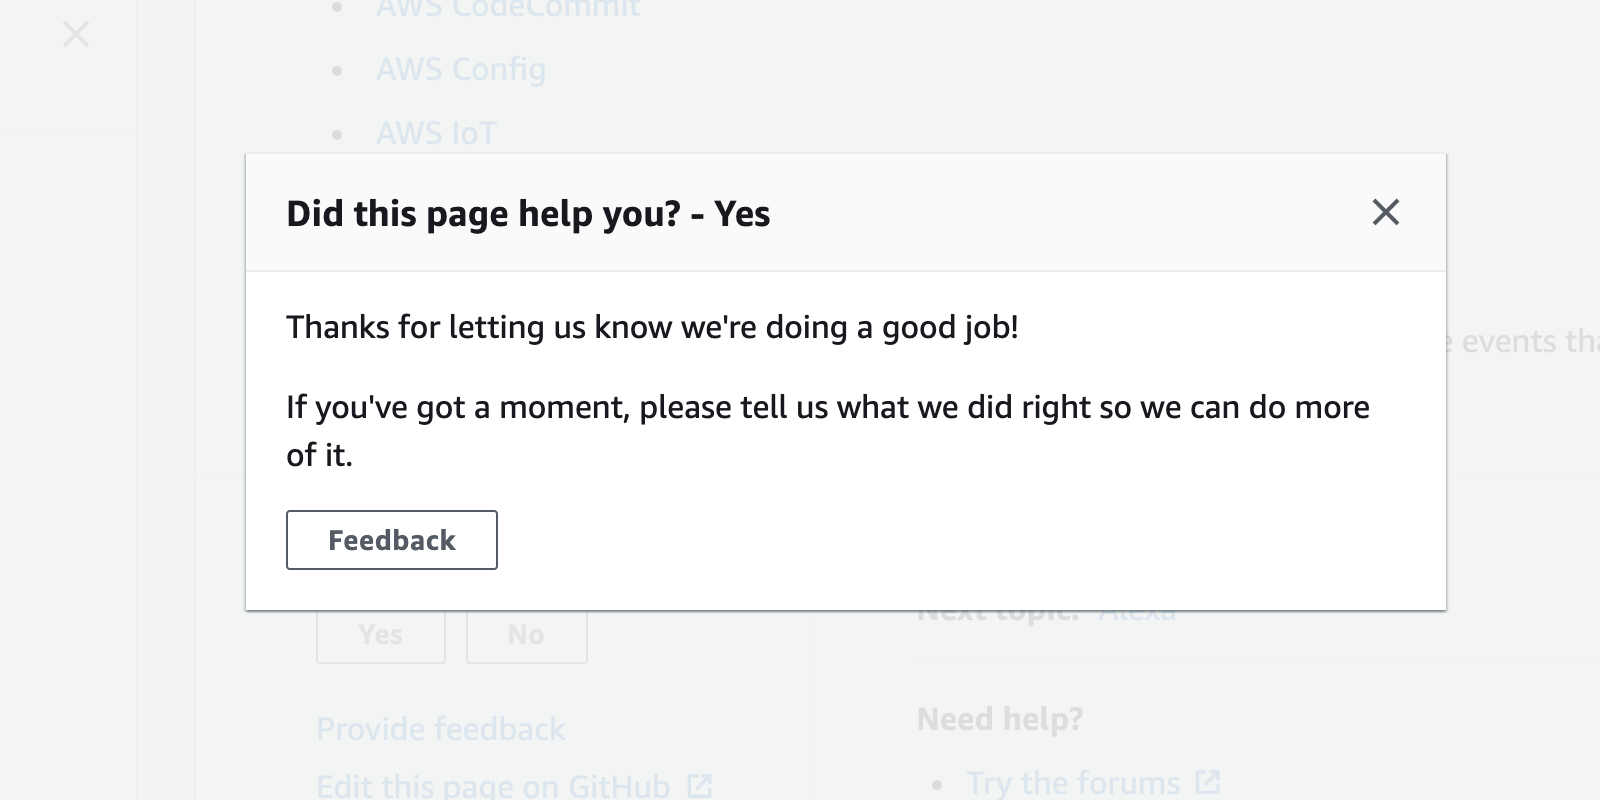 AWS CodeCommit
AWS Config
AWS IoT
Did this page help you? - Yes
Thanks for letting us know we're doing a good job!
events
If you've got a moment, please tell us what we did right so we can do more
of it.
Feedback
Next topic: Alexa
Yes No
Provide feedback
Need help?
Edit this page on GitHub
Try the forums